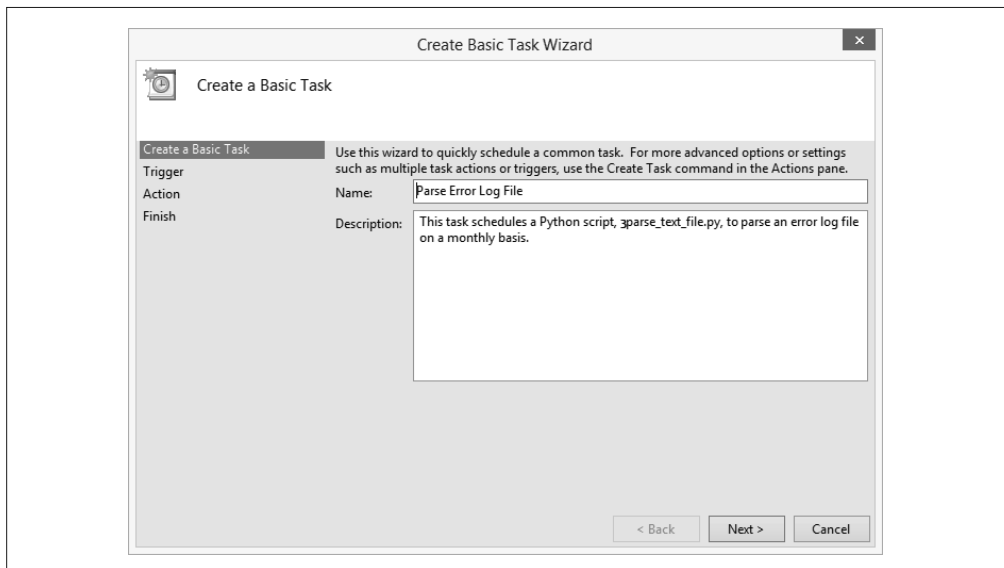 Create Basic Task Wizard
Create a Basic Task
Create a Basic Task
Trigger
Action
Finish
Use this wizard to quickly schedule a common task. For more advanced options or settings
such as multiple task actions or triggers, use the Create Task command in the Actions pane.
Name:
Parse Error Log File
Description:
This task schedules a Python script, 3parse_text_file.py, to parse an error log file
on a monthly basis.
< Back
Next >
Cancel